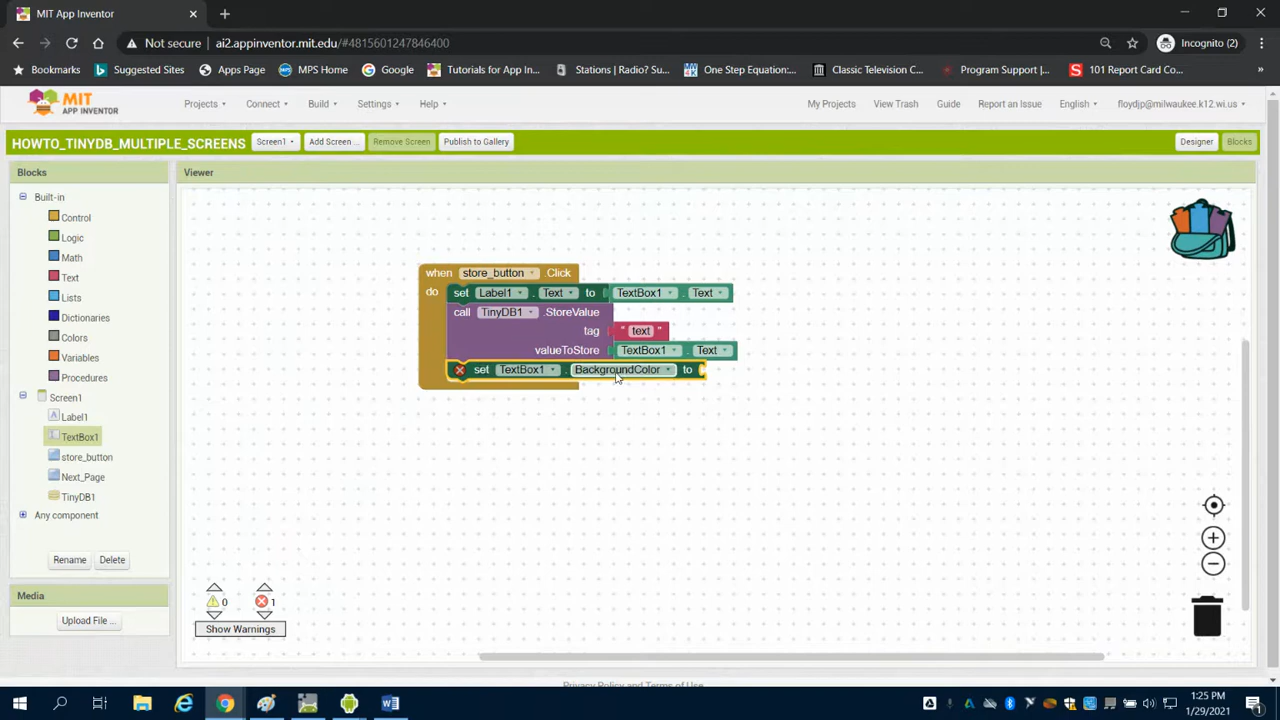 MIT App Inventor
Not secure
ai2.appinventor.mit.edu/#4815601247846400
Incognito (2)
Bookmarks
Suggested Sites
Apps Page
MPS Home
Google
Tutorials for App In...
Stations | Radio? Su...
One Step Equation:...
Classic Television C...
Program Support |...
101 Report Card Co...
»
MIT
APP INVENTOR
Projects
Connect
Build
Settings
Help
My Projects
View Trash
Guide
Report an Issue
English
floydjp@milwaukee.k12.wi.us
HOWTO_TINYDB_MULTIPLE_SCREENS
Screen1
Add Screen ...
Remove Screen
Publish to Gallery
Designer
Blocks
Blocks
Viewer
Built-in
Control
Logic
Math
Text
Lists
Dictionaries
Colors
Variables
Procedures
Screen1
Label1
TextBox1
store_button
Next_Page
TinyDB1
Any component
Rename
Delete
Media
Upload File ...
when store_button .Click
do set Label1 . Text to TextBox1 . Text
call TinyDB1 .StoreValue
tag " text "
valueToStore TextBox1 . Text
set TextBox1 . BackgroundColor to
0
1
Show Warnings
Privacy Policy and Terms of Use
1:25 PM
1/29/2021